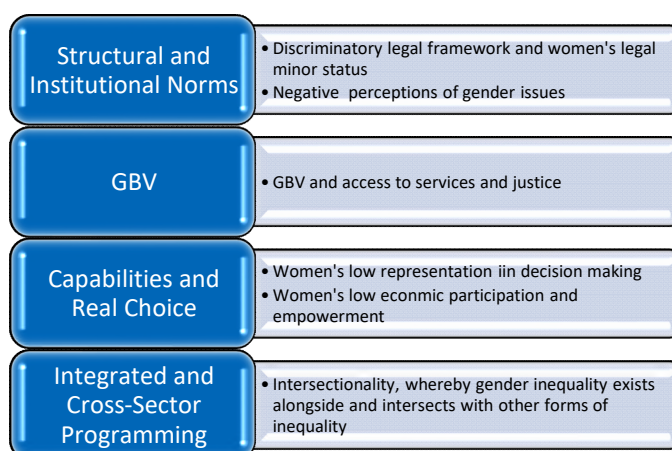 Structural and
Institutional Norms
• Discriminatory legal framework and women's legal
minor status
• Negative perceptions of gender issues
GBV
• GBV and access to services and justice
Capabilities and
Real Choice
• Women's low representation iin decision making
• Women's low econmic participation and
empowerment
Integrated and
Cross-Sector
Programming
• Intersectionality, whereby gender inequality exists
alongside and intersects with other forms of
inequality